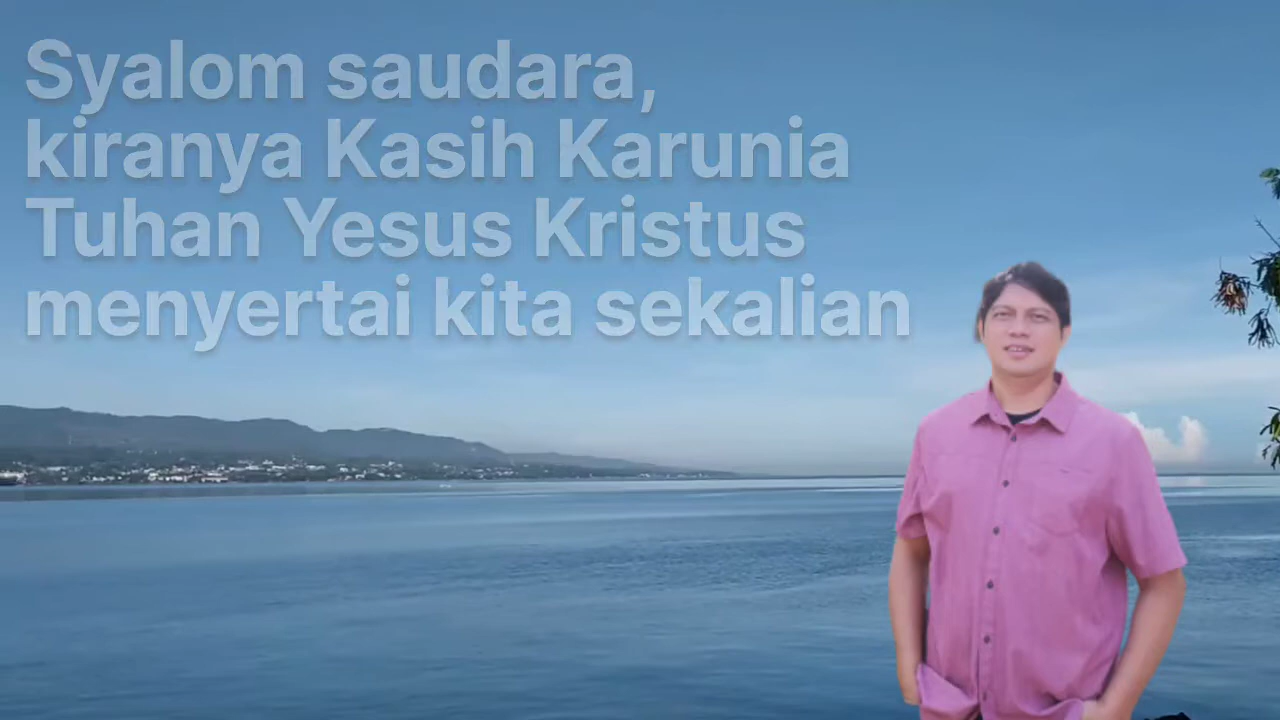 Syalom saudara,
kiranya Kasih Karunia
Tuhan Yesus Kristus
menyertai kita sekalian